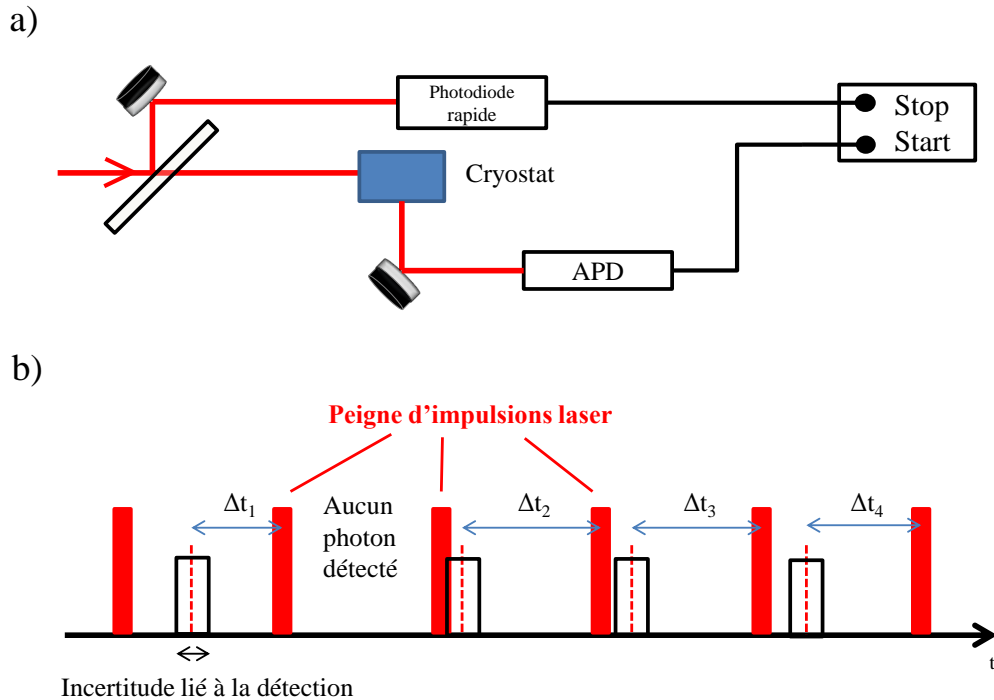 a)
Photodiode
rapide
Stop
Start
Cryostat
APD
b)
Peigne d'impulsions laser
Δt₁
Aucun
photon
détecté
Δt₂
Δt₃
Δt₄
t
Incertitude lié à la détection